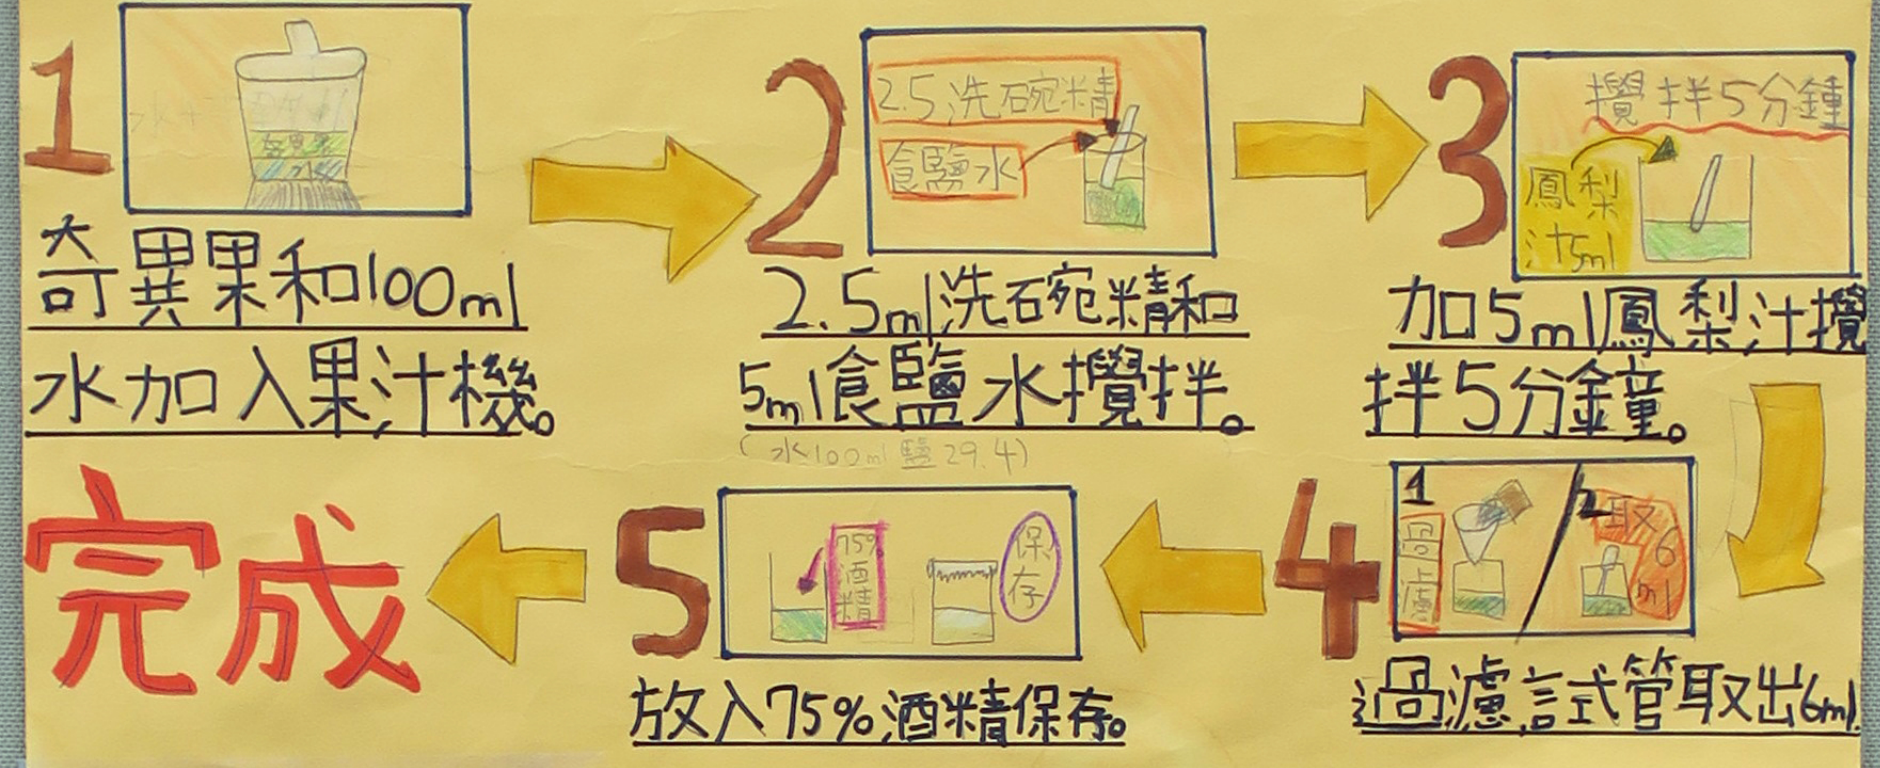 1
奇異果
水
奇異果和100ml
水加入果汁機。
2
2.5洗碗精
食鹽水
2.5ml洗碗精和
5ml食鹽水攪拌。
(水100ml鹽29.4)
3
攪拌5分鐘
鳳梨
汁5ml
加5ml鳳梨汁攪
拌5分鐘。
4
1
過濾
2
取6ml
過濾試管取出6ml.
5
75%酒精
保存
放入75%酒精保存。
完成